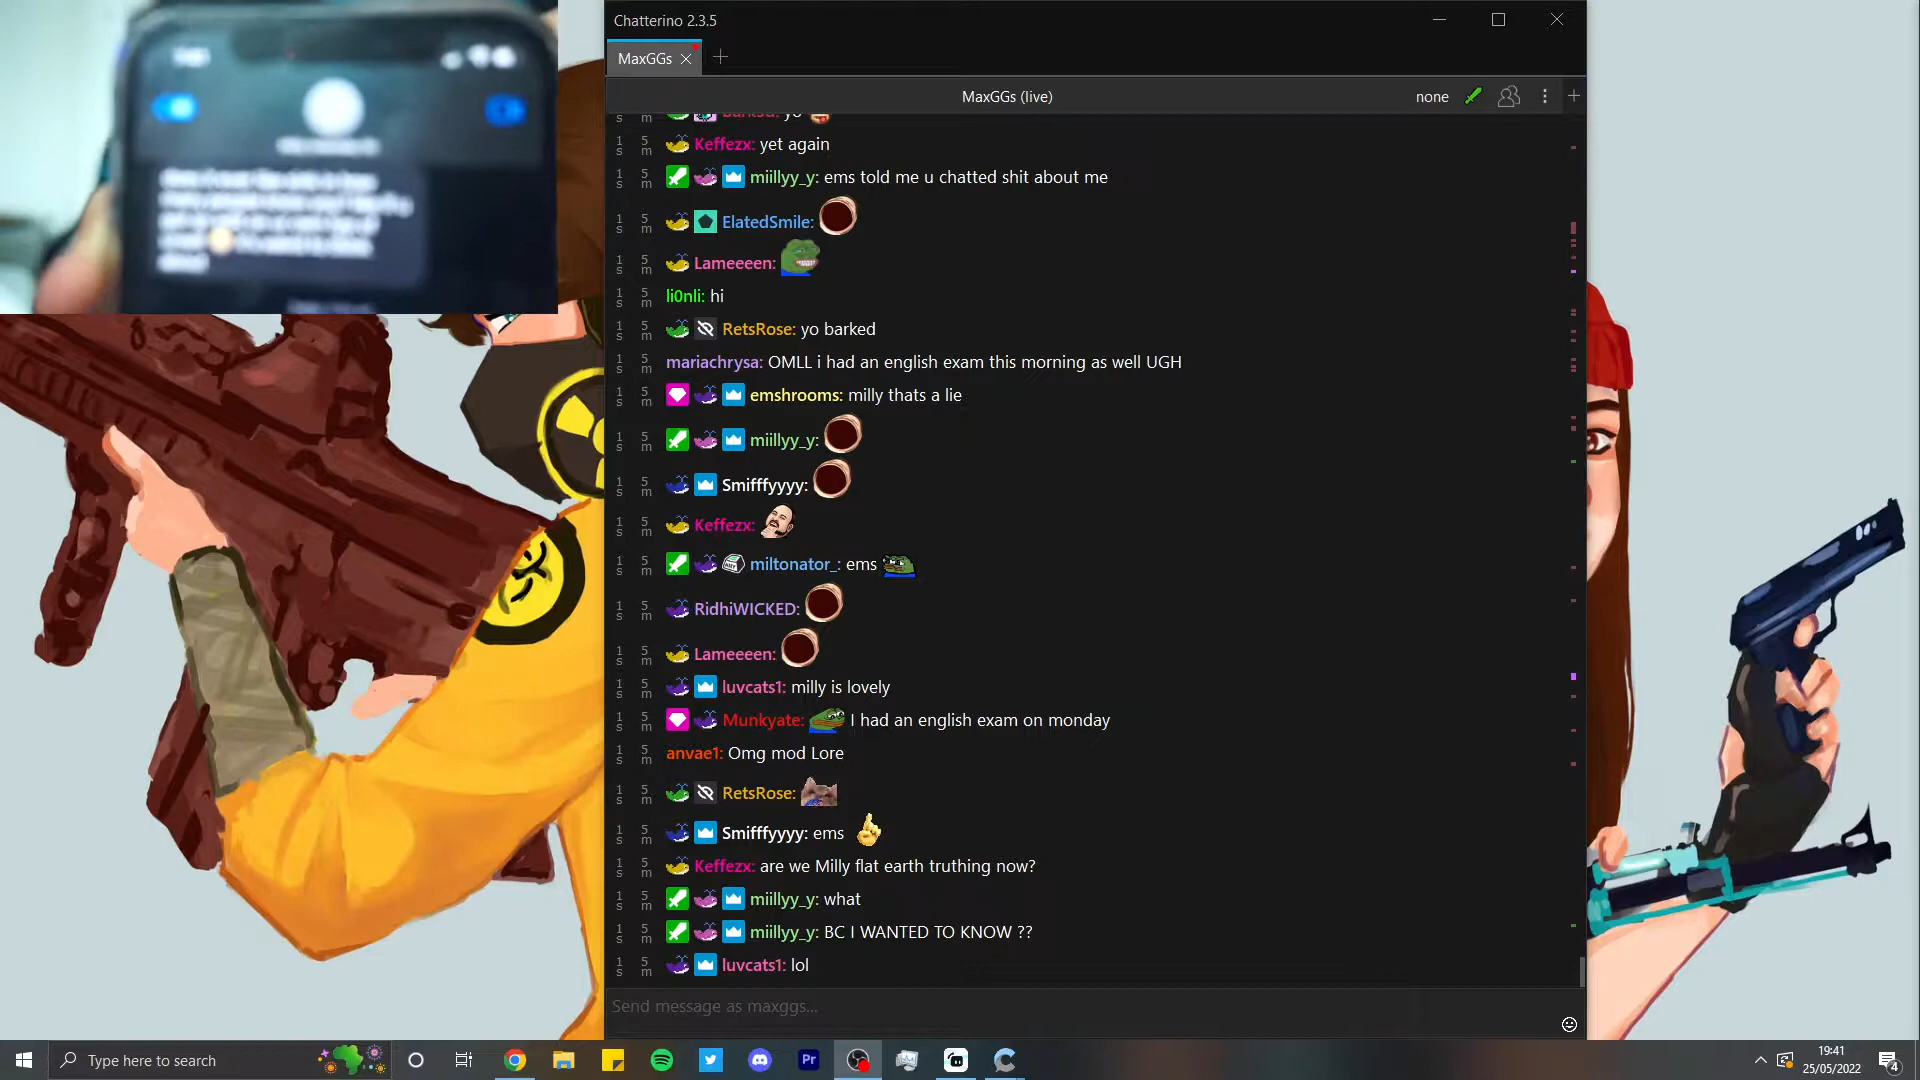 Chatterino 2.3.5
MaxGGs
MaxGGs (live)
none
Keffezx: yet again
miillyy_y: ems told me u chatted shit about me
ElatedSmile:
Lameeeen:
li0nli: hi
RetsRose: yo barked
mariachrysa: OMLL i had an english exam this morning as well UGH
emshrooms: milly thats a lie
miillyy_y:
Smifffyyyy:
Keffezx:
miltonator_: ems
RidhiWICKED:
Lameeeen:
luvcats1: milly is lovely
Munkyate: I had an english exam on monday
anvae1: Omg mod Lore
RetsRose:
Smifffyyyy: ems
Keffezx: are we Milly flat earth truthing now?
miillyy_y: what
miillyy_y: BC I WANTED TO KNOW ??
luvcats1: lol
Send message as maxggs...
Type here to search
Pr
19:41
25/05/2022
4